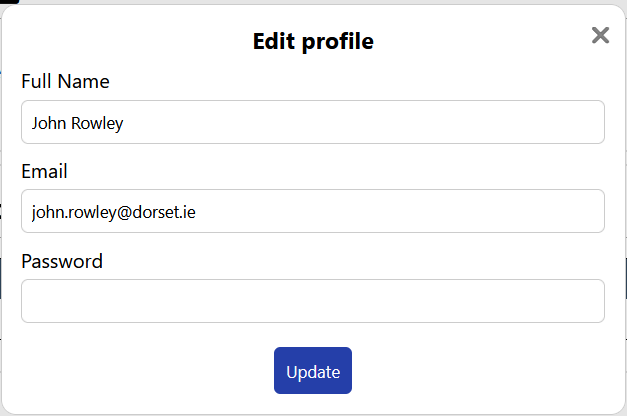 Edit profile
Full Name
John Rowley
Email
john.rowley@dorset.ie
Password
Update